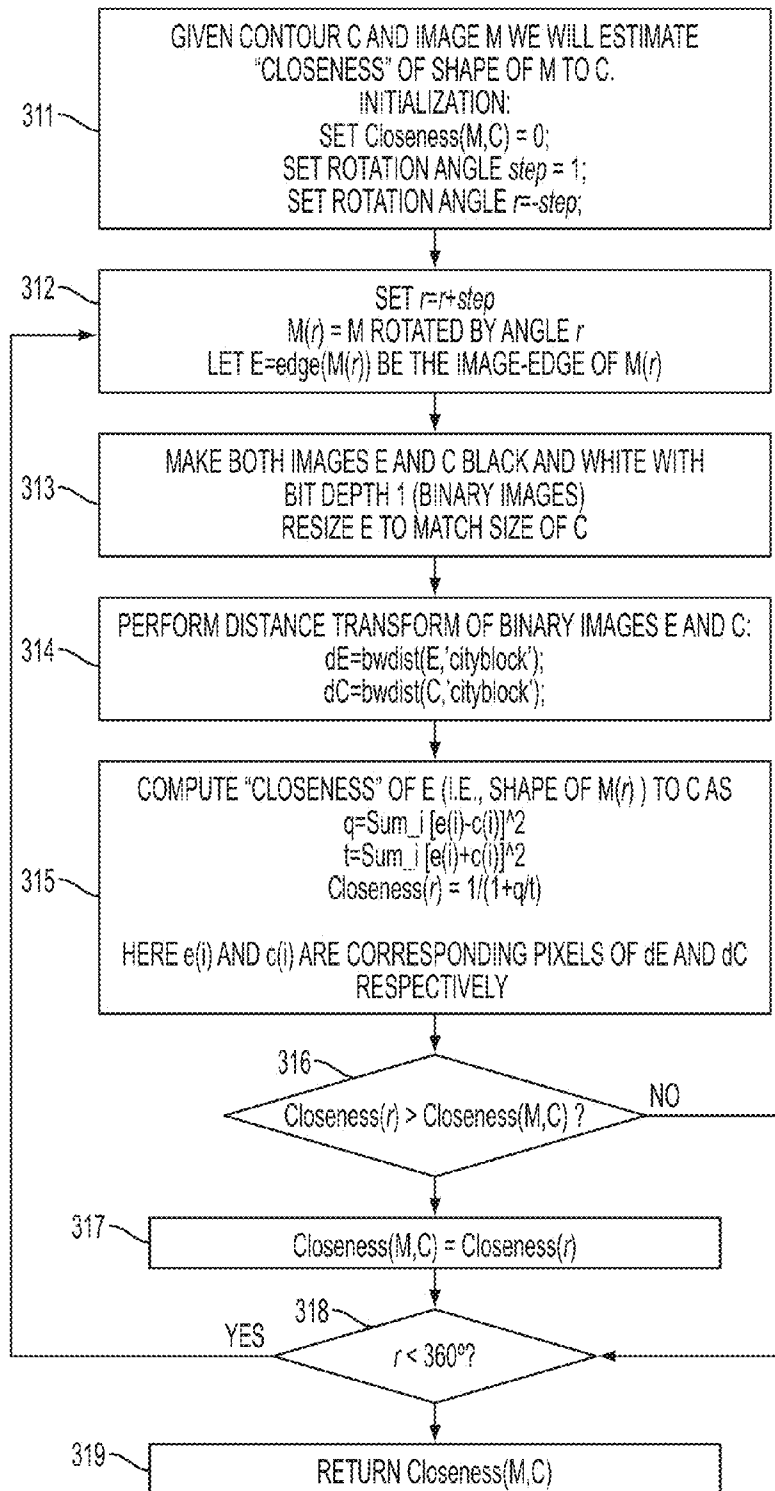 311
GIVEN CONTOUR C AND IMAGE M WE WILL ESTIMATE
“CLOSENESS” OF SHAPE OF M TO C.
INITIALIZATION:
SET Closeness(M,C) = 0;
SET ROTATION ANGLE step = 1;
SET ROTATION ANGLE r=-step;
312
SET r=r+step
M(r) = M ROTATED BY ANGLE r
LET E=edge(M(r)) BE THE IMAGE-EDGE OF M(r)
313
MAKE BOTH IMAGES E AND C BLACK AND WHITE WITH
BIT DEPTH 1 (BINARY IMAGES)
RESIZE E TO MATCH SIZE OF C
314
PERFORM DISTANCE TRANSFORM OF BINARY IMAGES E AND C:
dE=bwdist(E,'cityblock');
dC=bwdist(C,'cityblock');
315
COMPUTE “CLOSENESS” OF E (I.E., SHAPE OF M(r) ) TO C AS
q=Sum_i [e(i)-c(i)]^2
t=Sum_i [e(i)+c(i)]^2
Closeness(r) = 1/(1+q/t)
HERE e(i) AND c(i) ARE CORRESPONDING PIXELS OF dE AND dC
RESPECTIVELY
316
Closeness(r) > Closeness(M,C) ?
NO
317
Closeness(M,C) = Closeness(r)
318
YES
r < 360º?
319
RETURN Closeness(M,C)